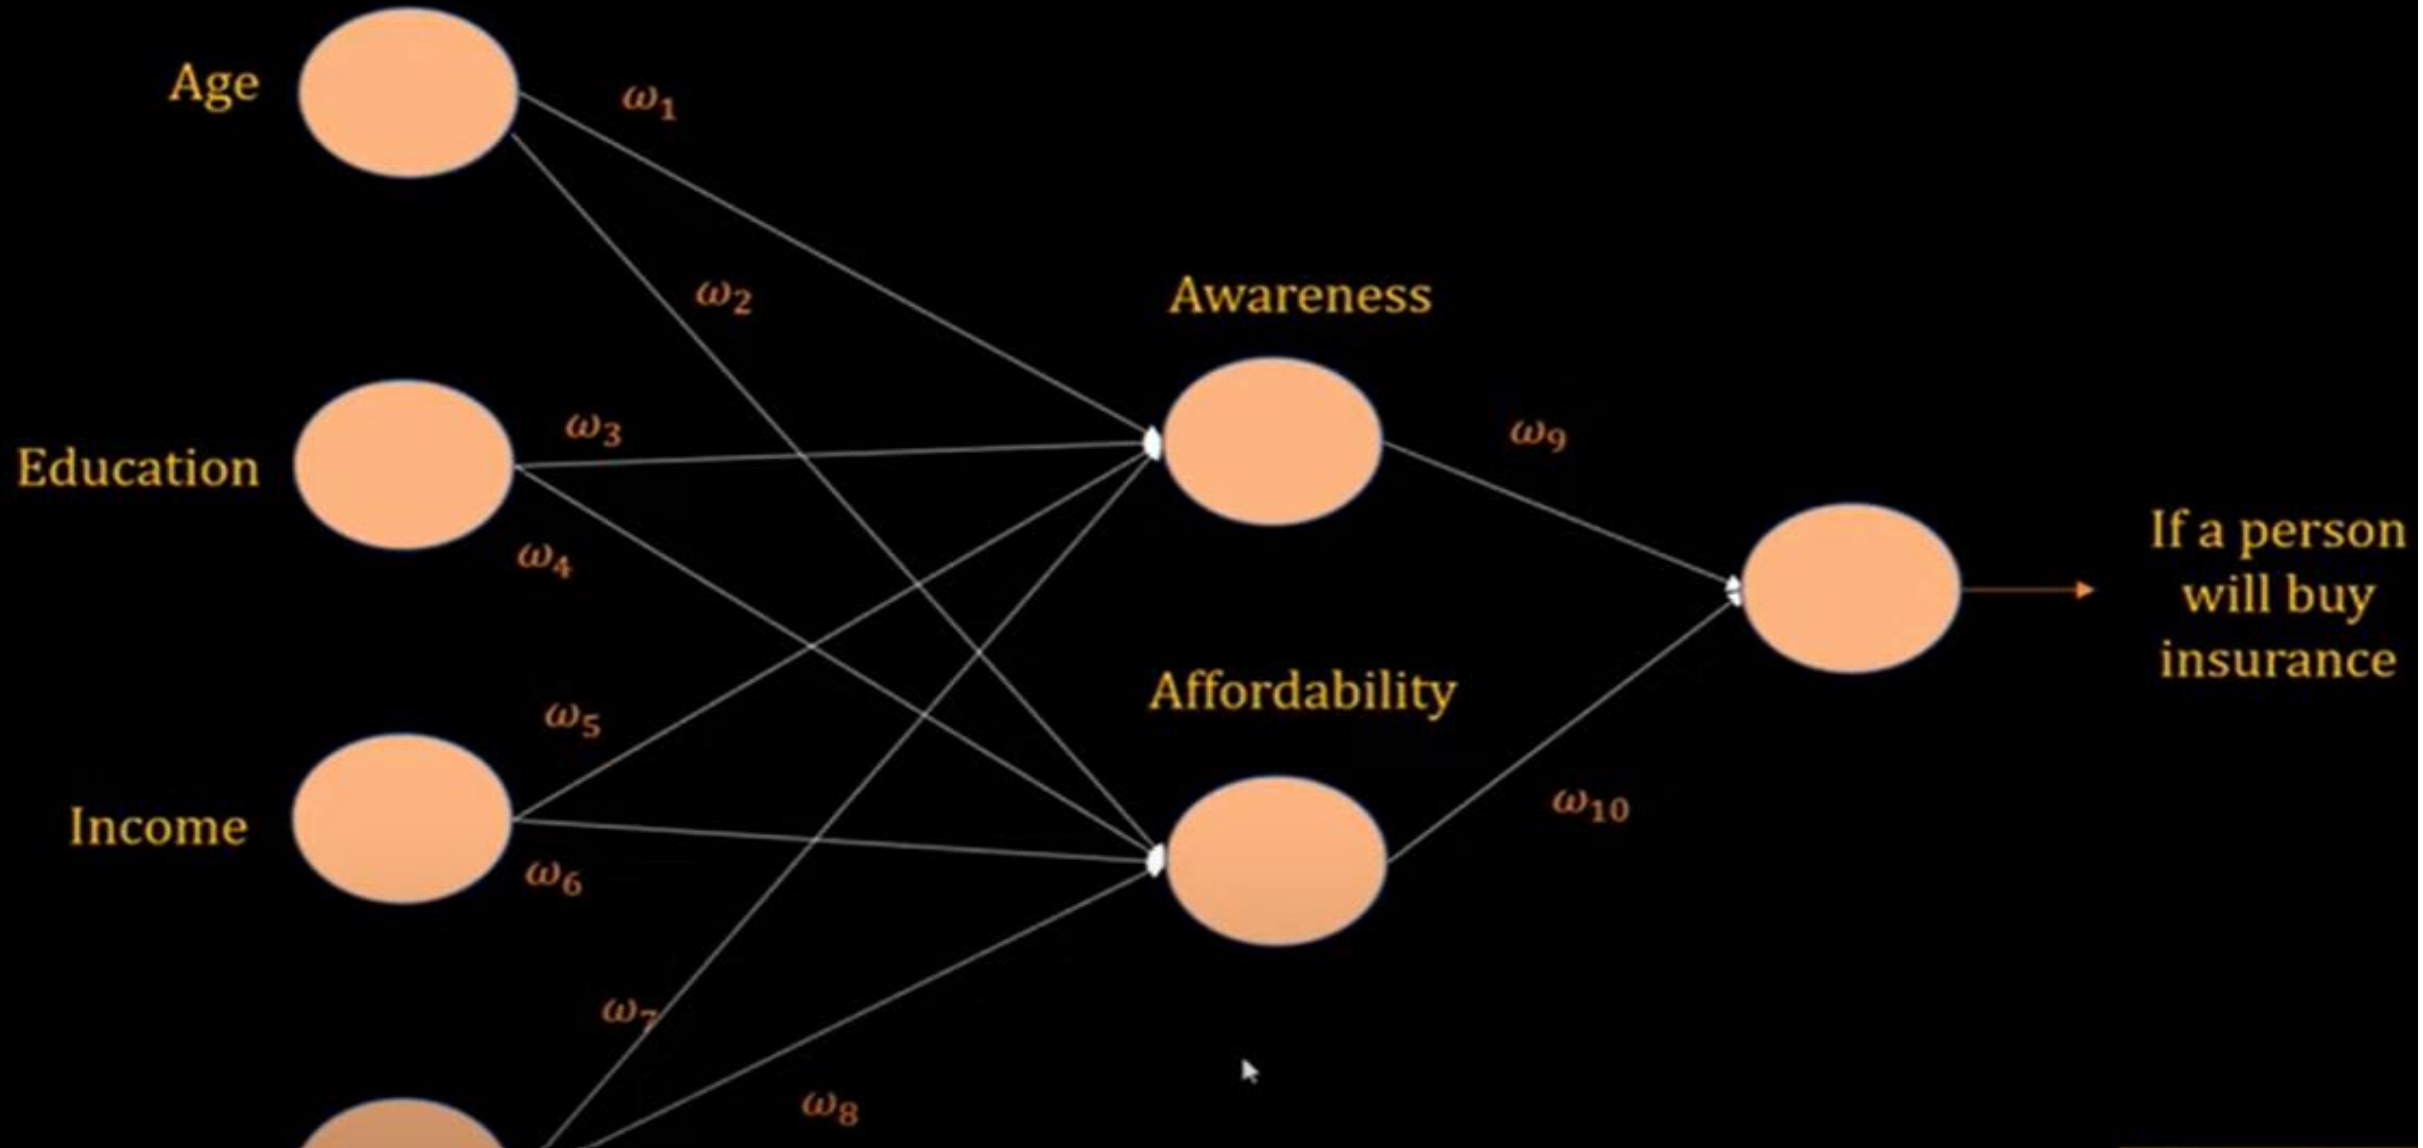 Age
ω1
ω2
Awareness
Education
ω3
ω9
ω4
If a person
will buy
insurance
Affordability
ω5
Income
ω10
ω6
ω7
ω8